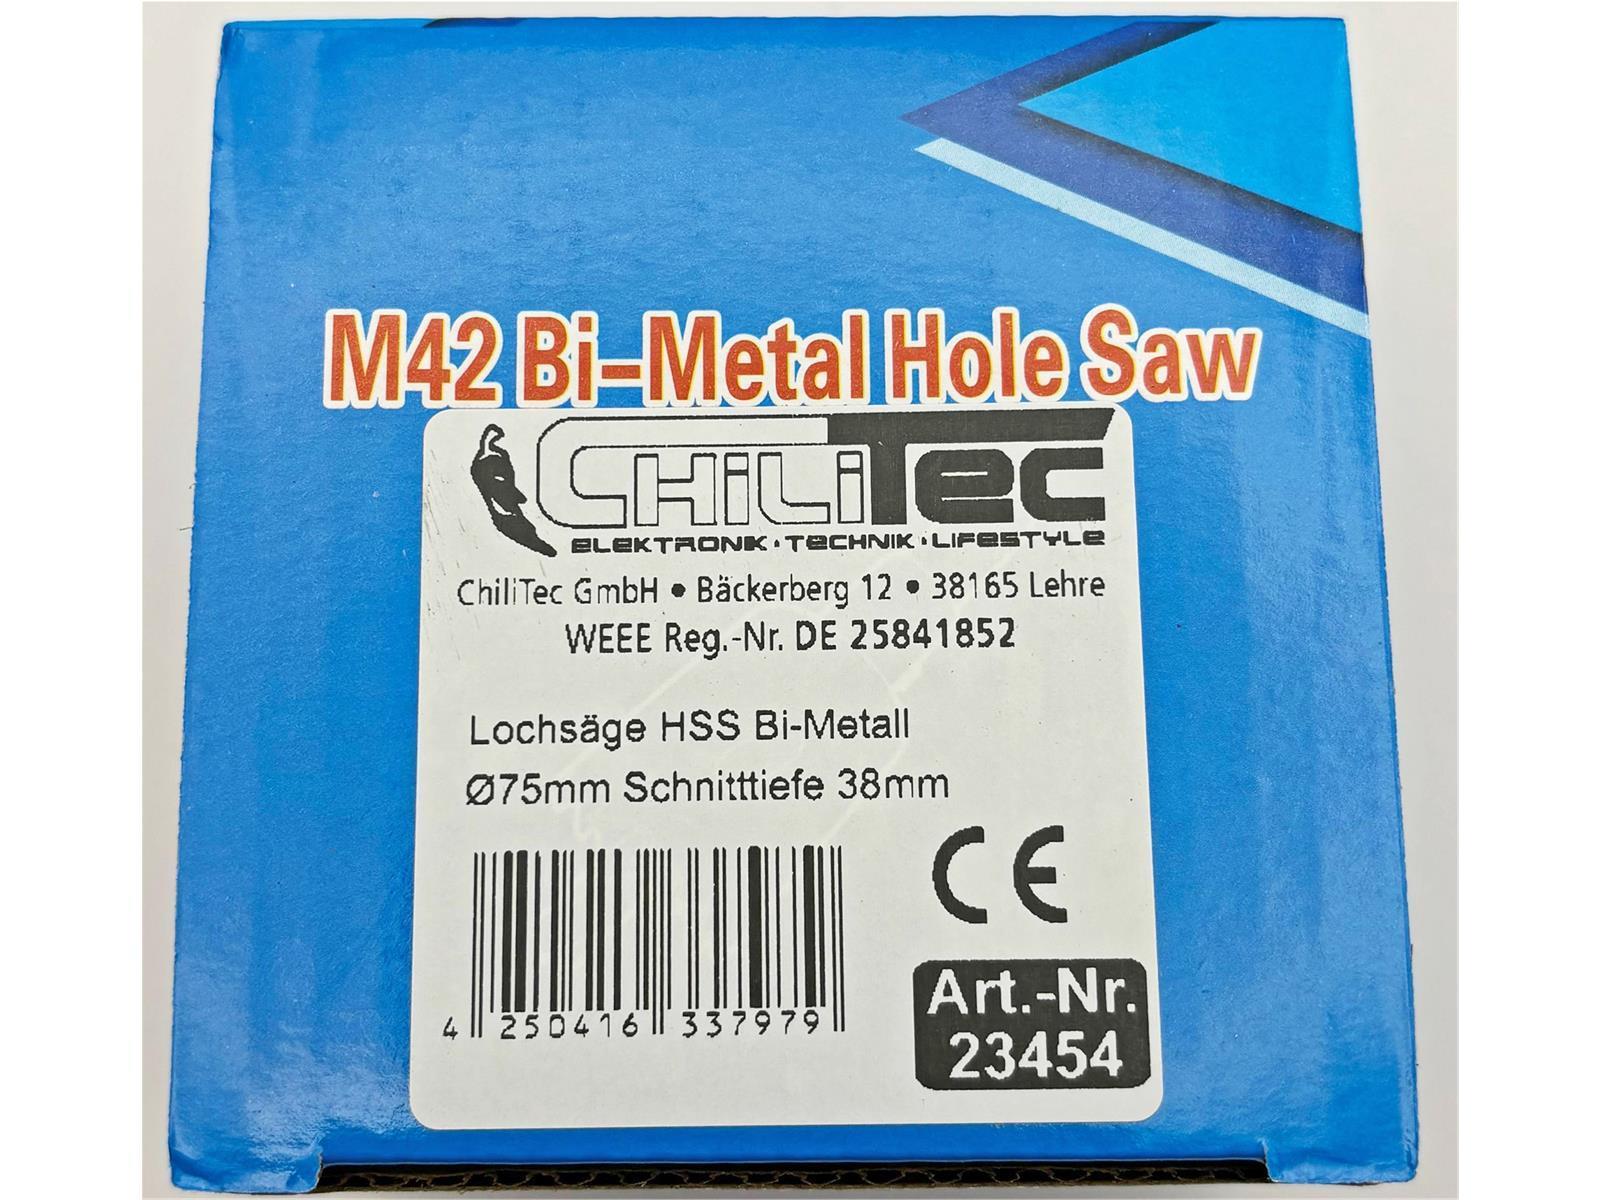 M42 Bi-Metal Hole Saw
CHiLiTec
ELEKTRONIK · TECHNIK · LIFESTYLE
ChiliTec GmbH • Bäckerberg 12 • 38165 Lehre
WEEE Reg.-Nr. DE 25841852
Lochsäge HSS Bi-Metall
Ø75mm Schnitttiefe 38mm
CE
4 250416 337979
Art.-Nr.
23454